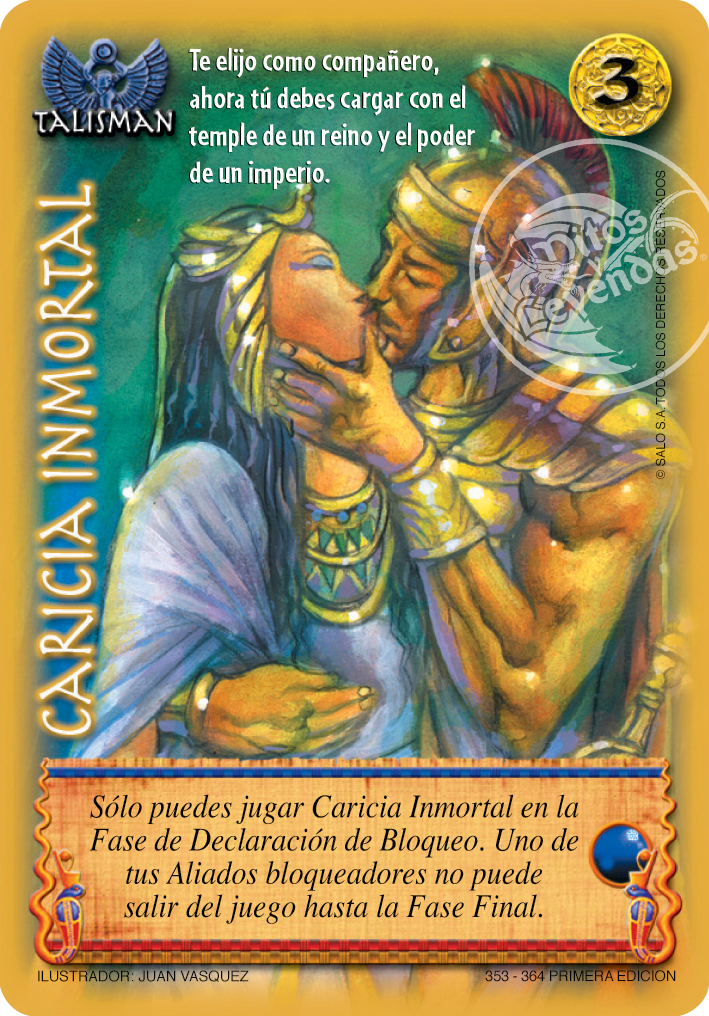 TALISMAN
Te elijo como compañero,
ahora tú debes cargar con el
temple de un reino y el poder
de un imperio.
3
CARICIA INMORTAL
Mitos
Leyendas
© SALO S.A. TODOS LOS DERECHOS RESERVADOS
Sólo puedes jugar Caricia Inmortal en la
Fase de Declaración de Bloqueo. Uno de
tus Aliados bloqueadores no puede
salir del juego hasta la Fase Final.
ILUSTRADOR: JUAN VASQUEZ
353 - 364 PRIMERA EDICION